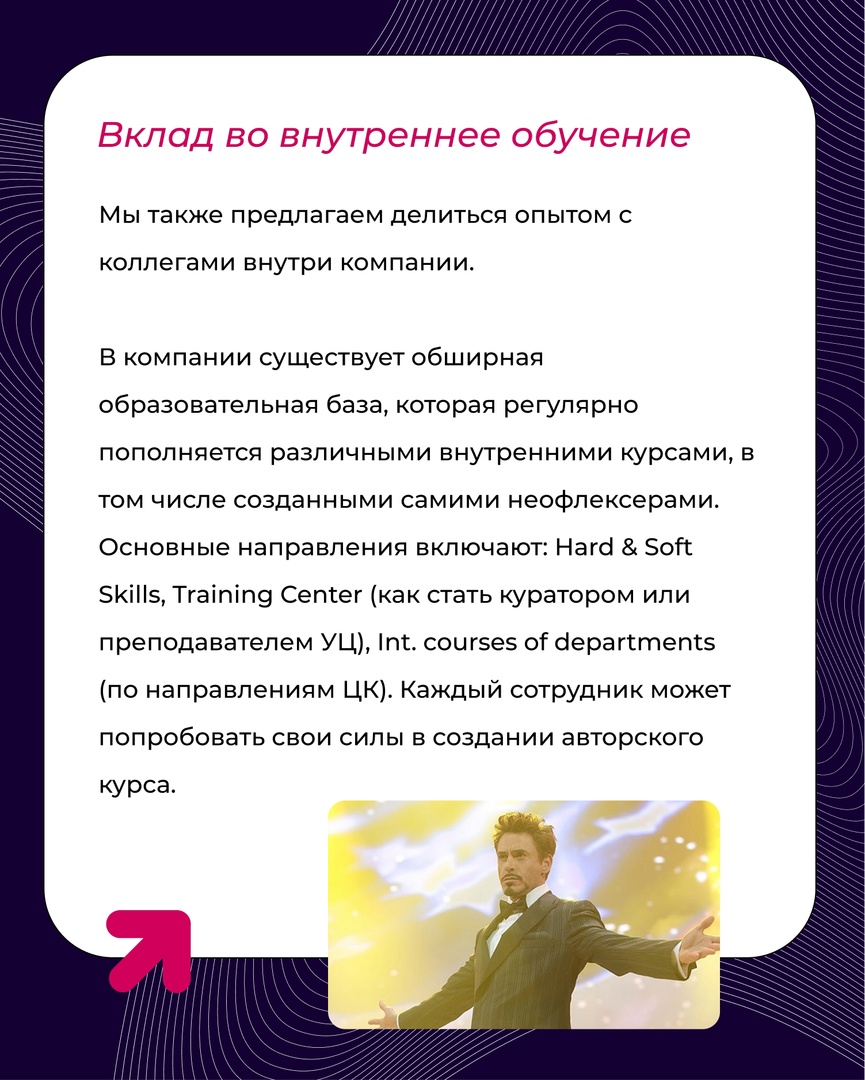 Вклад во внутреннее обучение
Мы также предлагаем делиться опытом с
коллегами внутри компании.
В компании существует обширная
образовательная база, которая регулярно
пополняется различными внутренними курсами, в
том числе созданными самими неофлексерами.
Основные направления включают: Hard & Soft
Skills, Training Center (как стать куратором или
преподавателем УЦ), Int. courses of departments
(по направлениям ЦК). Каждый сотрудник может
попробовать свои силы в создании авторского
курса.